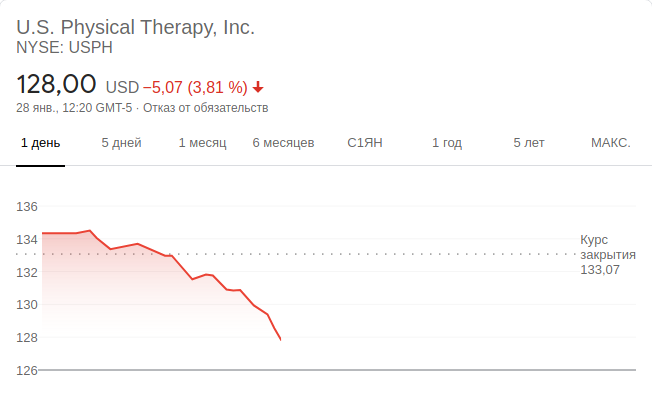 U.S. Physical Therapy, Inc.
NYSE: USPH
128,00 USD −5,07 (3,81 %)
28 янв., 12:20 GMT-5 · Отказ от обязательств
1 день 5 дней 1 месяц 6 месяцев С1ЯН 1 год 5 лет МАКС.
136
134
132
130
128
126
Курс
закрытия
133,07